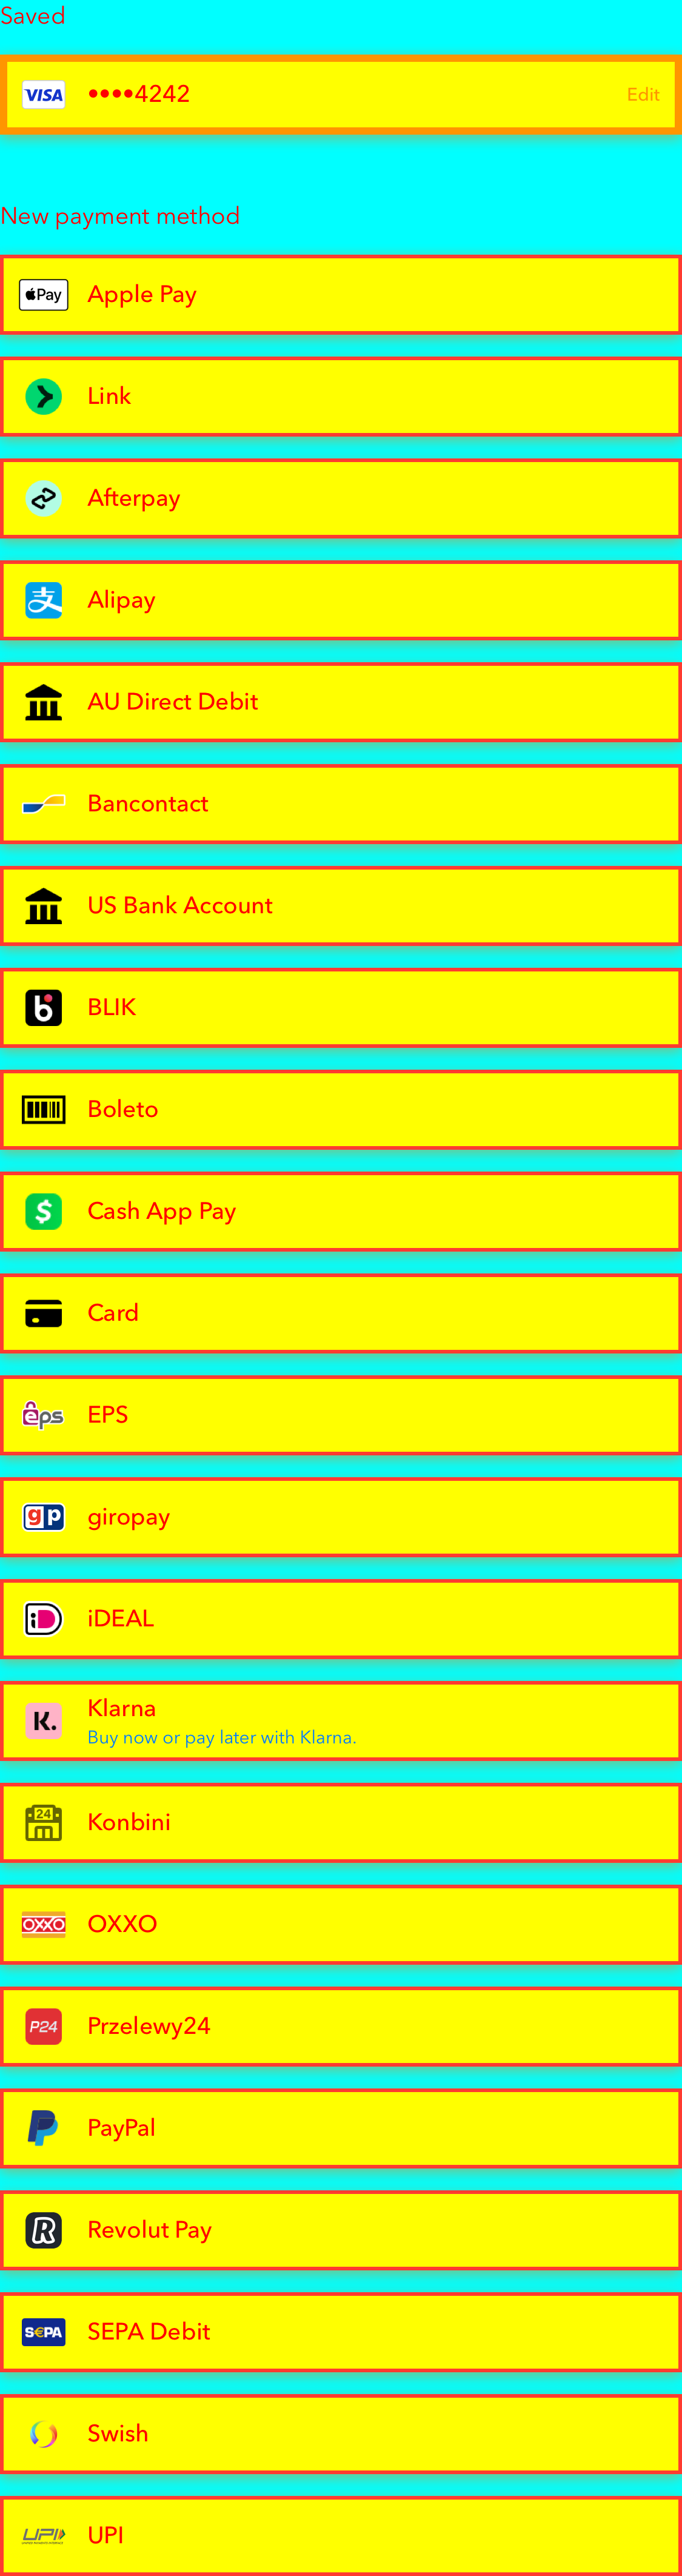 Saved
VISA ••••4242 Edit
New payment method
Pay Apple Pay
Link
Afterpay
支 Alipay
AU Direct Debit
Bancontact
US Bank Account
b BLIK
Boleto
$ Cash App Pay
Card
eps EPS
gp giropay
iD iDEAL
K. Klarna
Buy now or pay later with Klarna.
24 Konbini
OXXO OXXO
P24 Przelewy24
PayPal
R Revolut Pay
S€PA SEPA Debit
Swish
UPI UPI